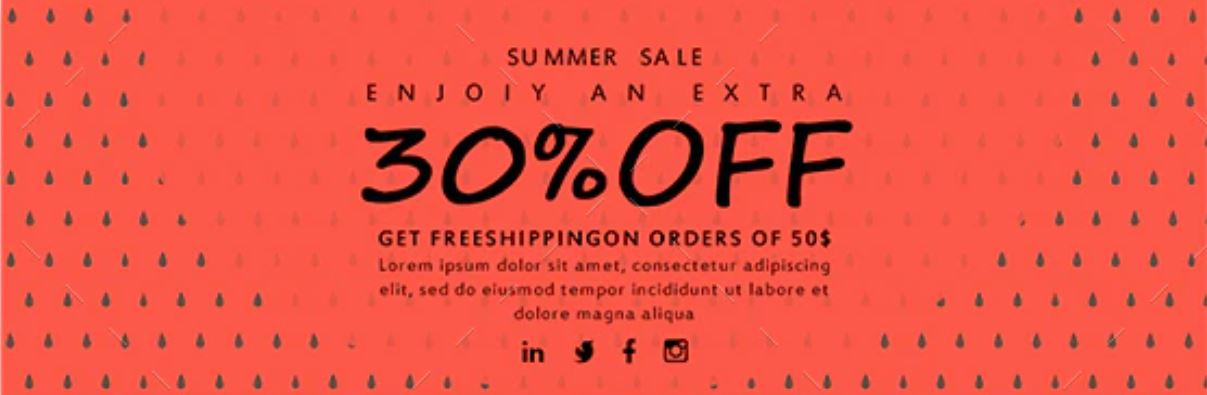 SUMMER SALE
ENJOIY AN EXTRA
30%OFF
GET FREESHIPPINGON ORDERS OF 50$
Lorem ipsum dolor sit amet, consectetur adipiscing
elit, sed do eiusmod tempor incididunt ut labore et
dolore magna aliqua
in f